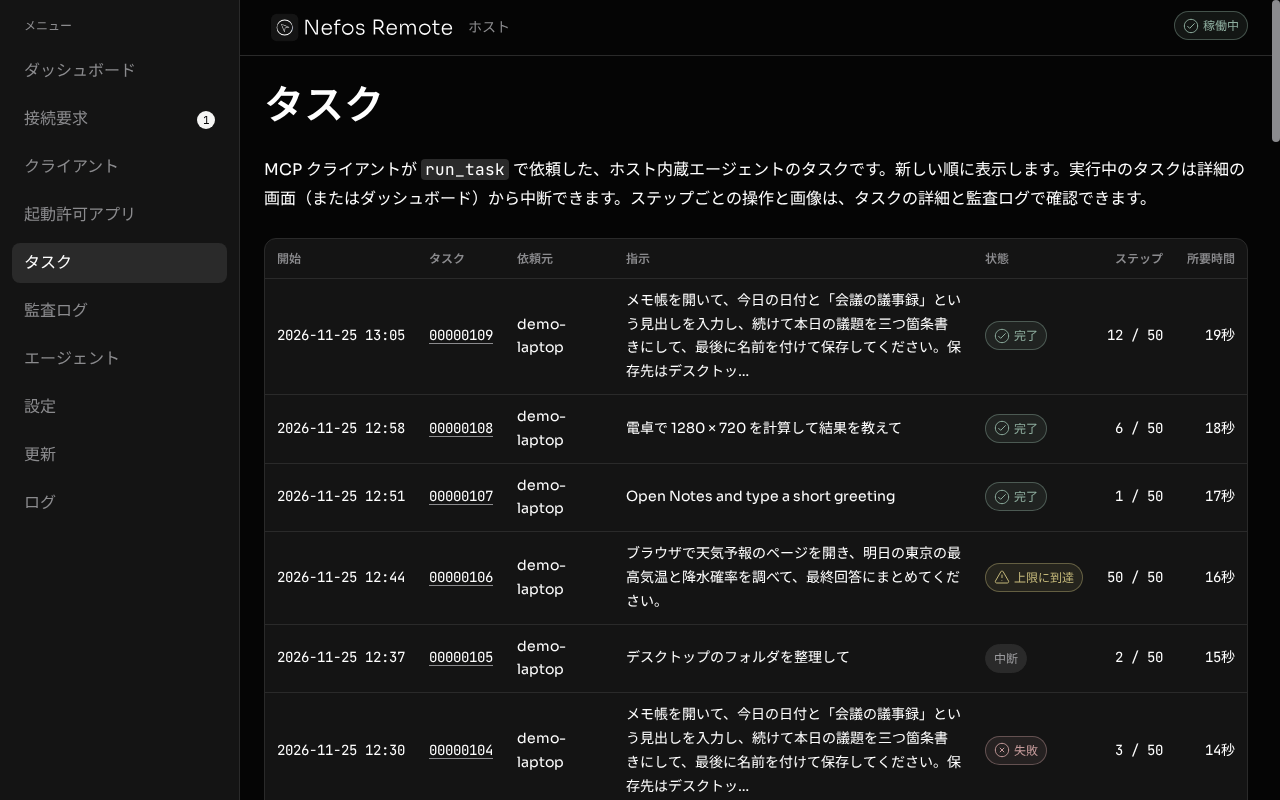 メニュー
ダッシュボード
接続要求 1
クライアント
起動許可アプリ
タスク
監査ログ
エージェント
設定
更新
ログ
Nefos Remote ホスト
稼働中
タスク
MCP クライアントが run_task で依頼した、ホスト内蔵エージェントのタスクです。新しい順に表示します。実行中のタスクは詳細の
画面（またはダッシュボード）から中断できます。ステップごとの操作と画像は、タスクの詳細と監査ログで確認できます。
開始 タスク 依頼元 指示 状態 ステップ 所要時間
2026-11-25 13:05 00000109 demo-
laptop
メモ帳を開いて、今日の日付と「会議の議事録」とい
う見出しを入力し、続けて本日の議題を三つ箇条書
きにして、最後に名前を付けて保存してください。保
存先はデスクトッ…
完了 12 / 50 19秒
2026-11-25 12:58 00000108 demo-
laptop
電卓で 1280×720 を計算して結果を教えて 完了 6 / 50 18秒
2026-11-25 12:51 00000107 demo-
laptop
Open Notes and type a short greeting 完了 1 / 50 17秒
2026-11-25 12:44 00000106 demo-
laptop
ブラウザで天気予報のページを開き、明日の東京の最
高気温と降水確率を調べて、最終回答にまとめてくだ
さい。
上限に到達 50 / 50 16秒
2026-11-25 12:37 00000105 demo-
laptop
デスクトップのフォルダを整理して 中断 2 / 50 15秒
2026-11-25 12:30 00000104 demo-
laptop
メモ帳を開いて、今日の日付と「会議の議事録」とい
う見出しを入力し、続けて本日の議題を三つ箇条書
きにして、最後に名前を付けて保存してください。保
存先はデスクトッ…
失敗 3 / 50 14秒